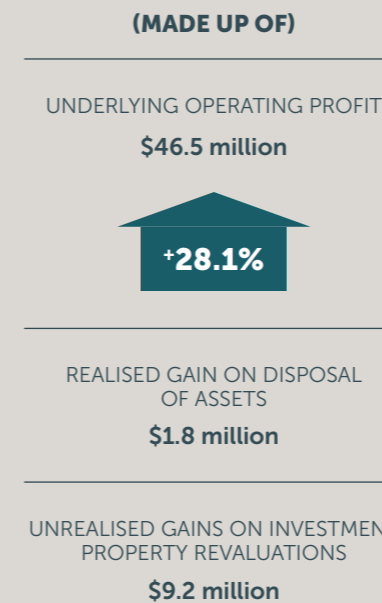 (MADE UP OF)
UNDERLYING OPERATING PROFIT
$46.5 million
+28.1%
REALISED GAIN ON DISPOSAL
OF ASSETS
$1.8 million
UNREALISED GAINS ON INVESTMEN
PROPERTY REVALUATIONS
$9.2 million